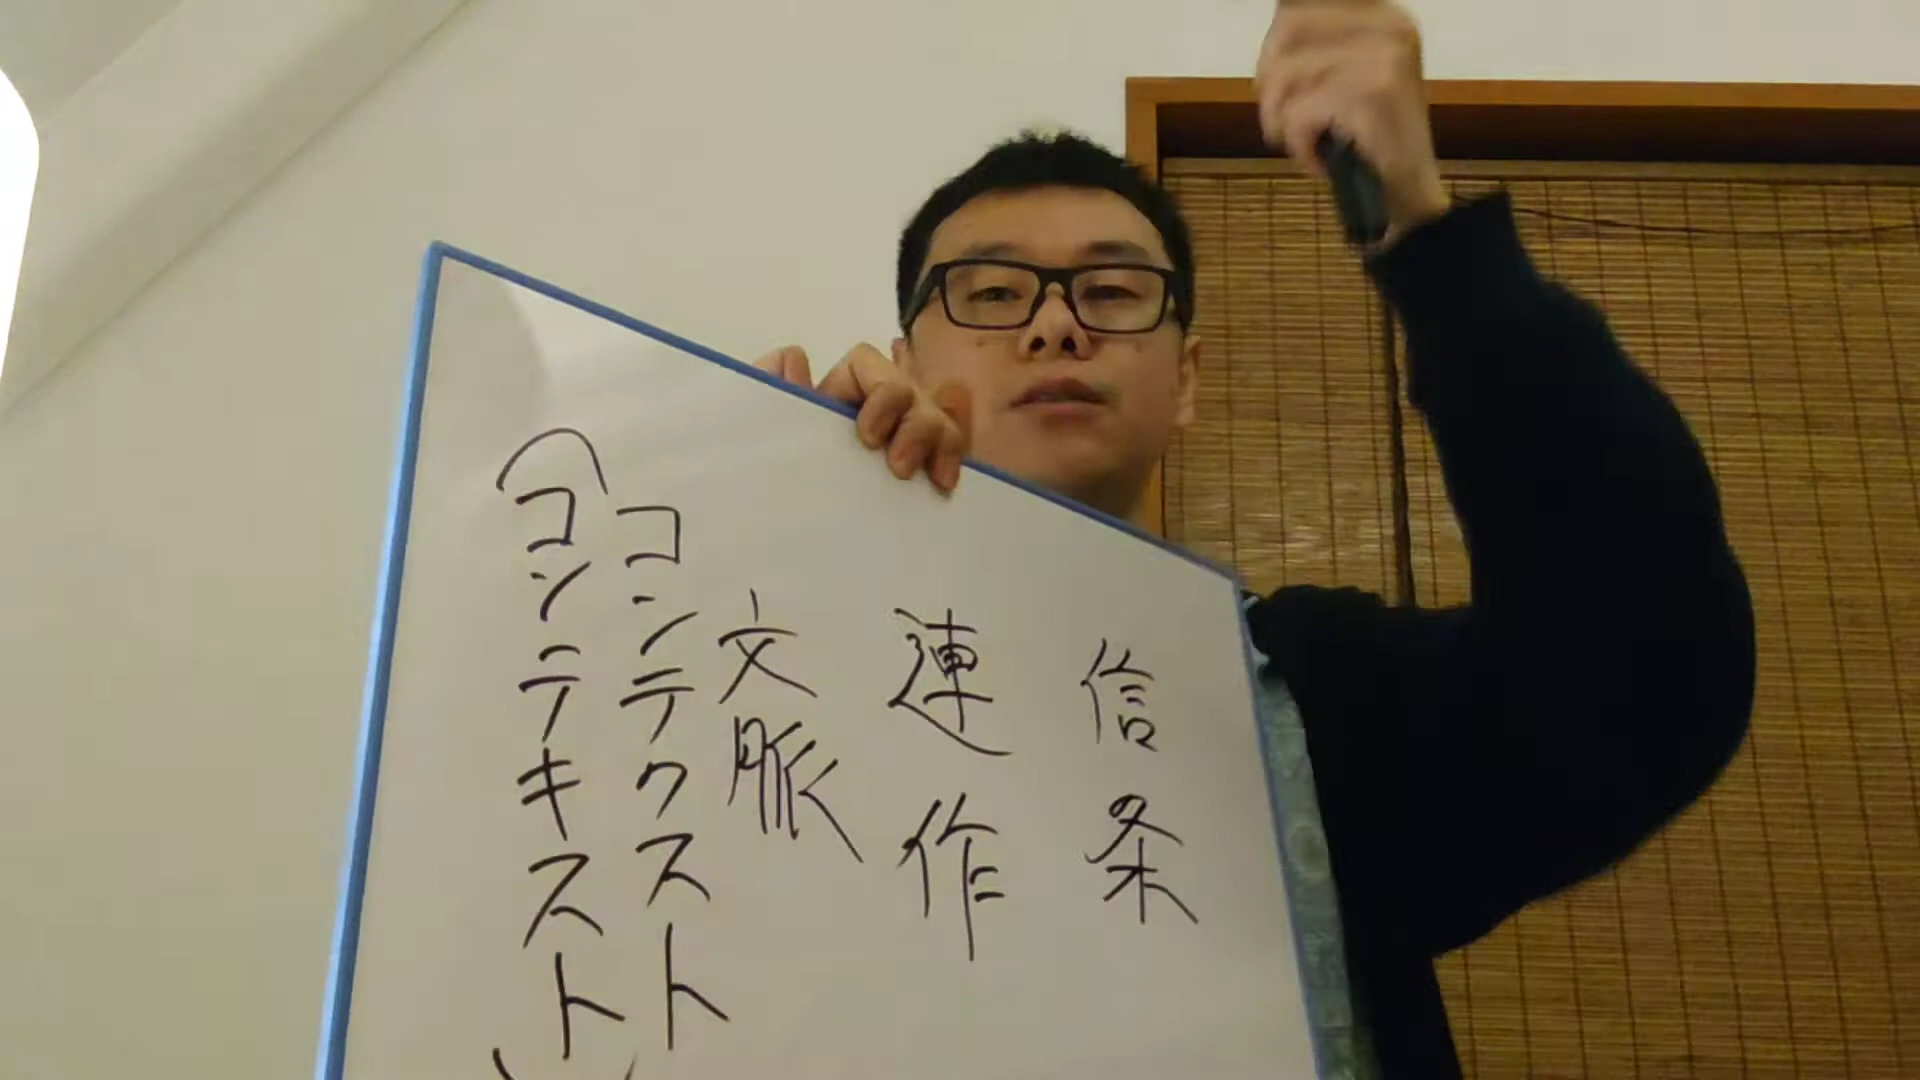 信条
連作
文脈
コンテクスト
(コンテキスト)